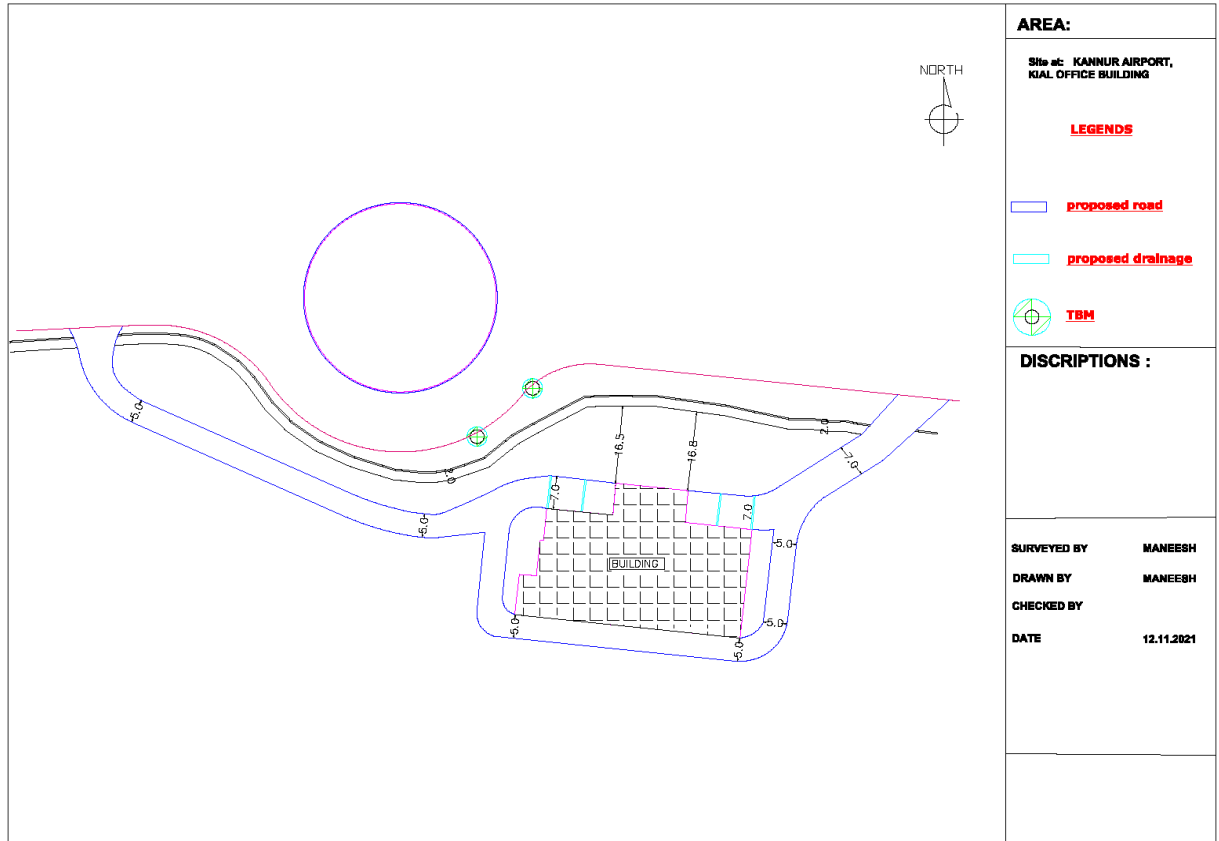 NORTH
5.0
2.0
5.0
16.5
16.8
2.0
7.0
7.0
7.0
BUILDING
5.0
5.0
5.0
5.0
AREA:
Site at: KANNUR AIRPORT,
KIAL OFFICE BUILDING
LEGENDS
proposed road
proposed drainage
TBM
DISCRIPTIONS :
SURVEYED BY MANEESH
DRAWN BY MANEESH
CHECKED BY
DATE 12.11.2021